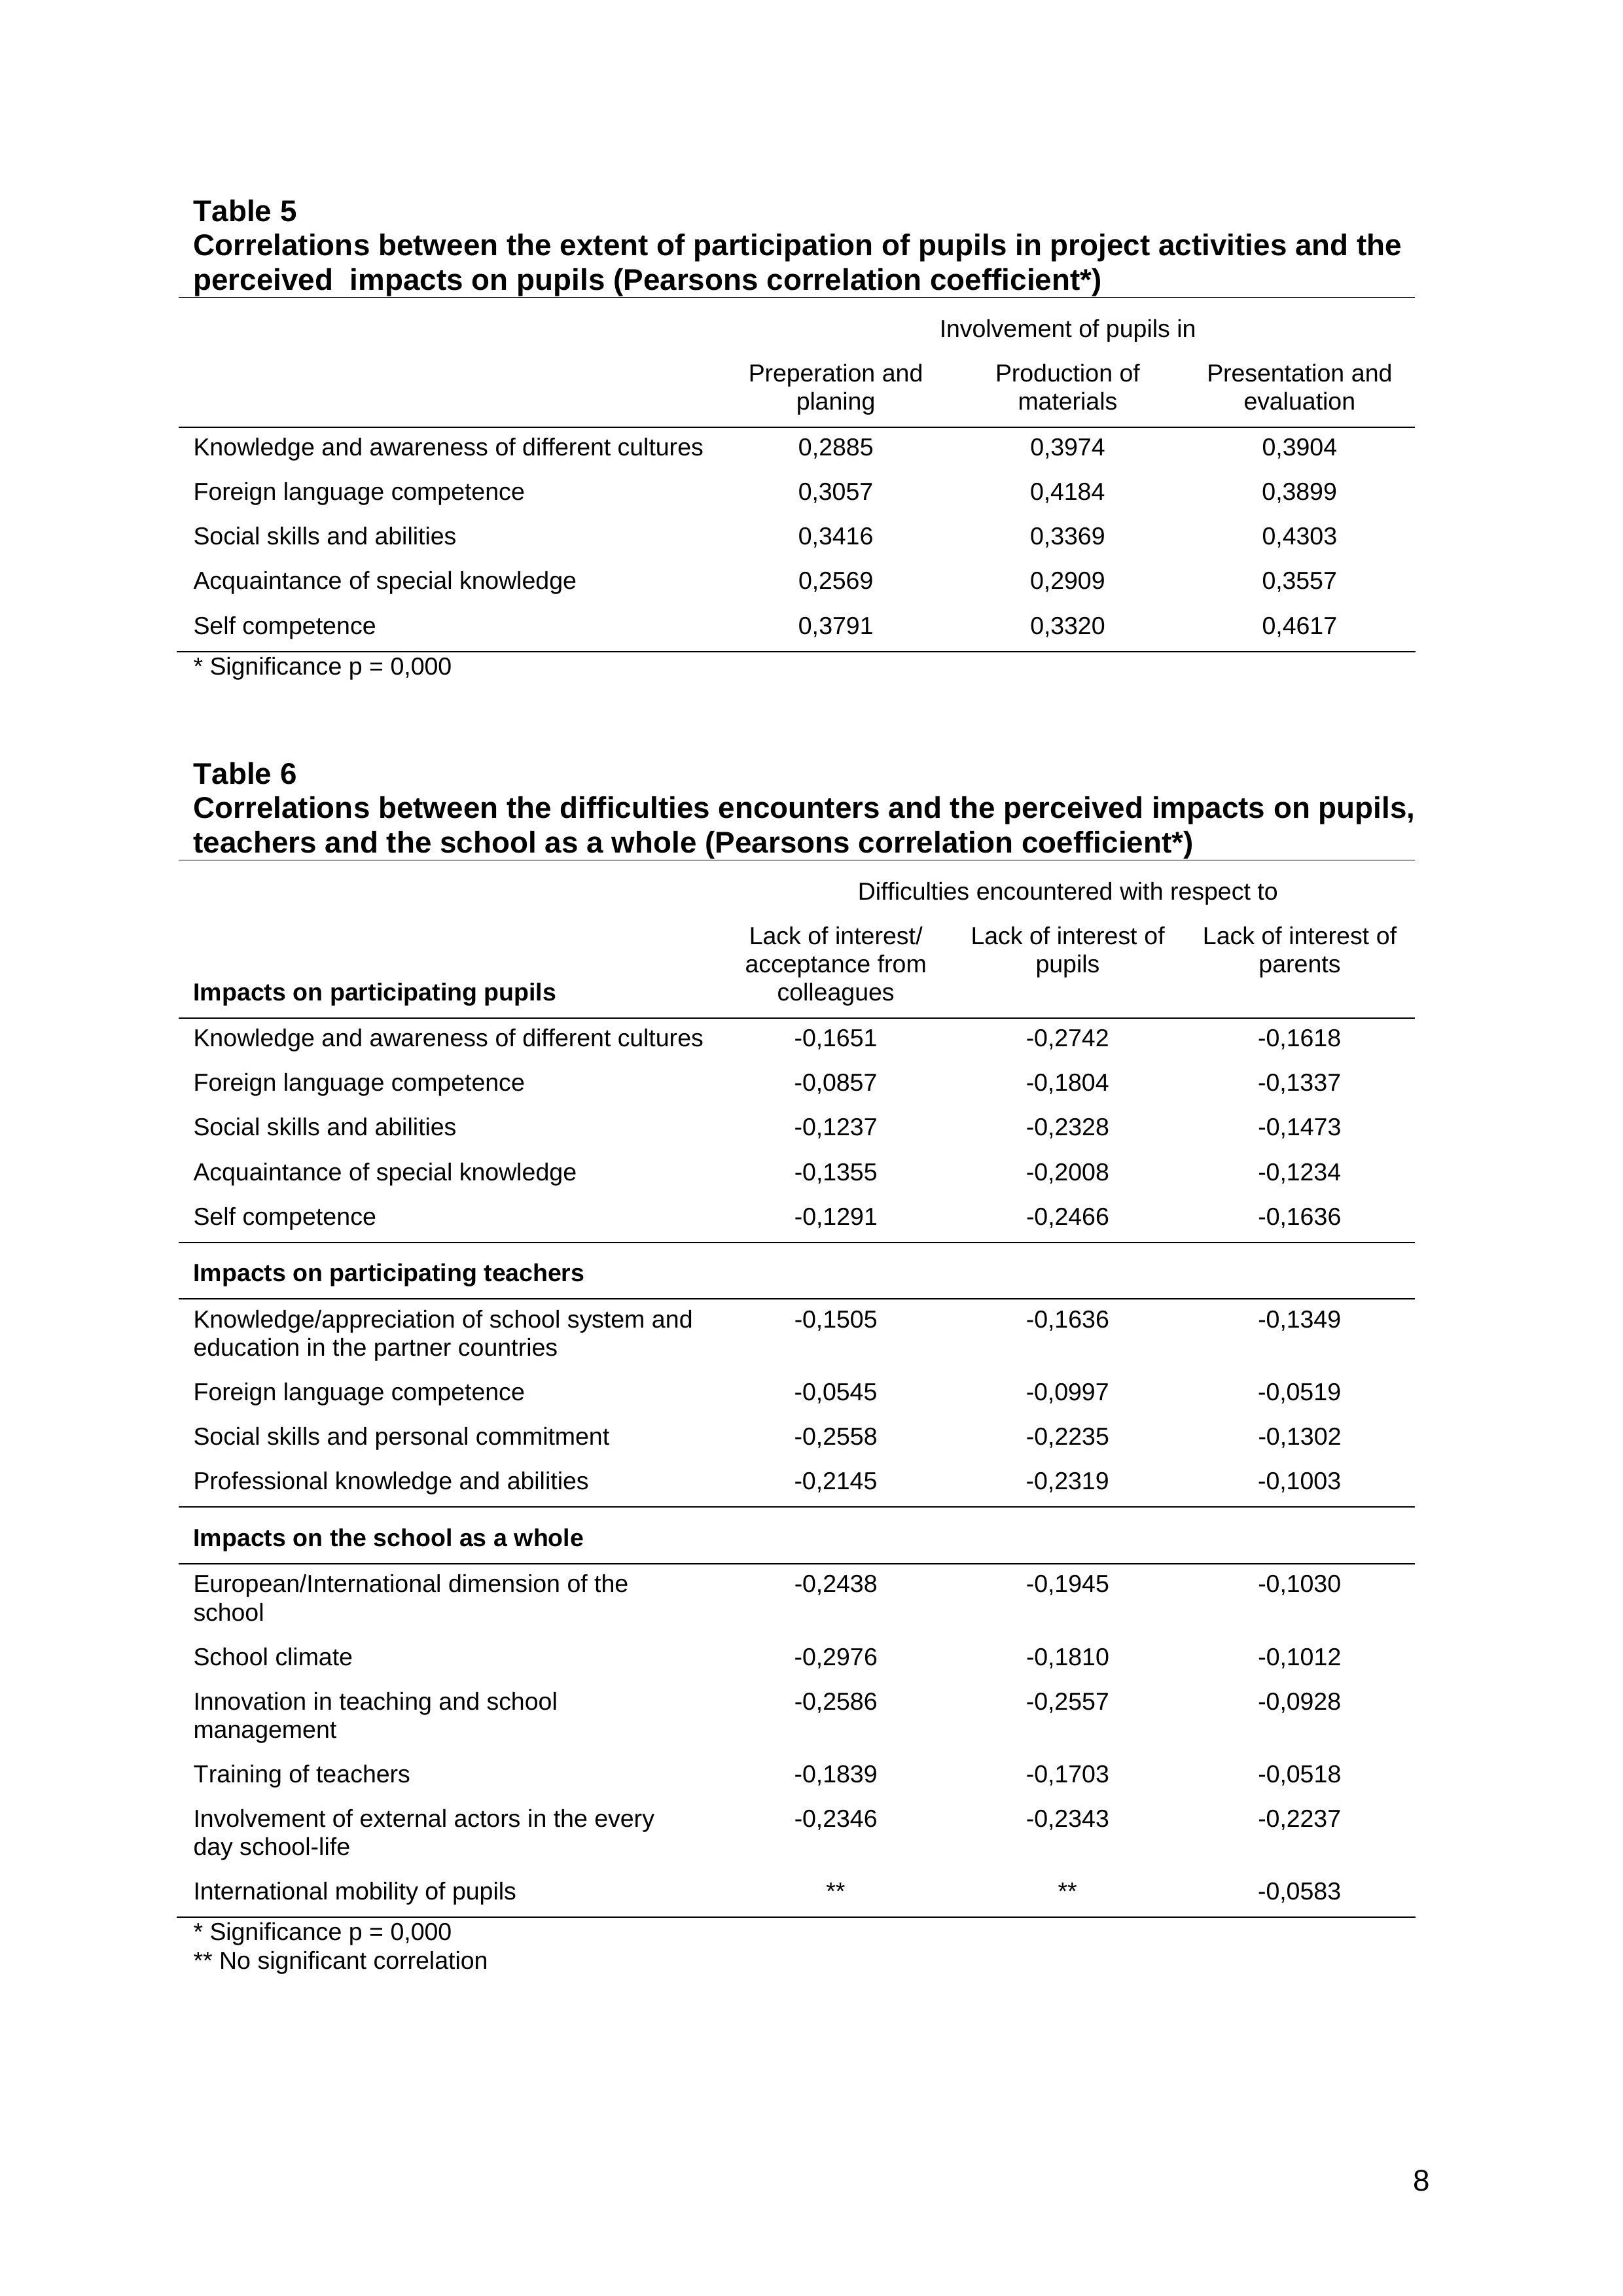 Table 5
Correlations between the extent of participation of pupils in project activities and the
perceived  impacts on pupils (Pearsons correlation coefficient*)
Involvement of pupils in
Preperation and planing Production of materials Presentation and evaluation
Knowledge and awareness of different cultures 0,2885 0,3974 0,3904
Foreign language competence 0,3057 0,4184 0,3899
Social skills and abilities 0,3416 0,3369 0,4303
Acquaintance of special knowledge 0,2569 0,2909 0,3557
Self competence 0,3791 0,3320 0,4617
* Significance p = 0,000
Table 6
Correlations between the difficulties encounters and the perceived impacts on pupils,
teachers and the school as a whole (Pearsons correlation coefficient*)
Difficulties encountered with respect to
Impacts on participating pupils Lack of interest/ acceptance from colleagues Lack of interest of pupils Lack of interest of parents
Knowledge and awareness of different cultures -0,1651 -0,2742 -0,1618
Foreign language competence -0,0857 -0,1804 -0,1337
Social skills and abilities -0,1237 -0,2328 -0,1473
Acquaintance of special knowledge -0,1355 -0,2008 -0,1234
Self competence -0,1291 -0,2466 -0,1636
Impacts on participating teachers
Knowledge/appreciation of school system and -0,1505 -0,1636 -0,1349
education in the partner countries
Foreign language competence -0,0545 -0,0997 -0,0519
Social skills and personal commitment -0,2558 -0,2235 -0,1302
Professional knowledge and abilities -0,2145 -0,2319 -0,1003
Impacts on the school as a whole
European/International dimension of the -0,2438 -0,1945 -0,1030
school
School climate -0,2976 -0,1810 -0,1012
Innovation in teaching and school -0,2586 -0,2557 -0,0928
management
Training of teachers -0,1839 -0,1703 -0,0518
Involvement of external actors in the every -0,2346 -0,2343 -0,2237
day school-life
International mobility of pupils ** ** -0,0583
* Significance p = 0,000
** No significant correlation
8